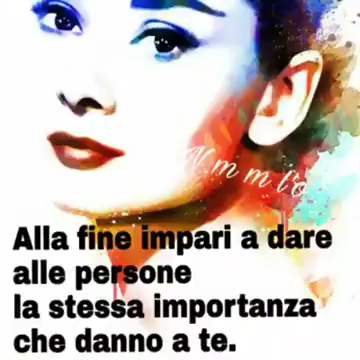 N m m l'o
Alla fine impari a dare
alle persone
la stessa importanza
che danno a te.